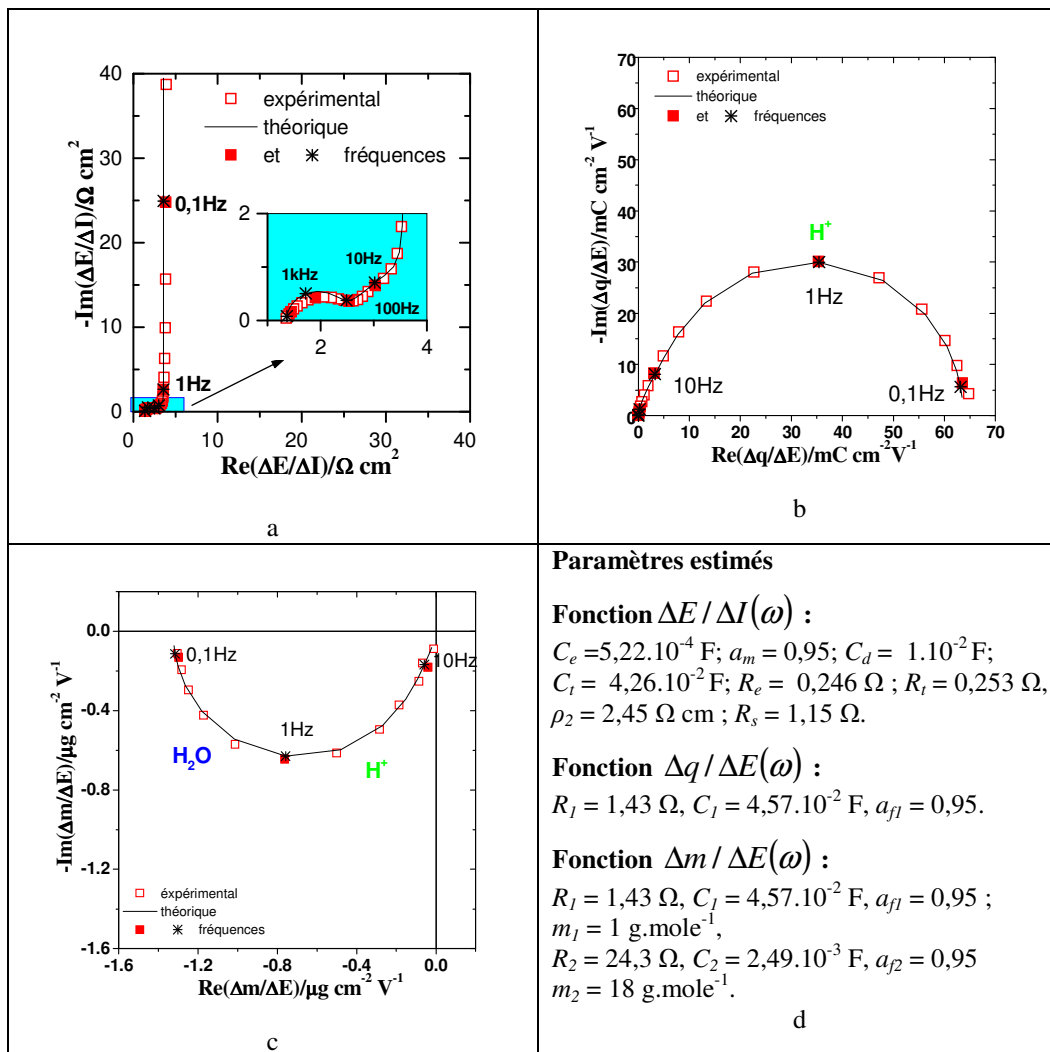 40
30
20
10
0
-Im(ΔE/ΔI)/Ω cm²
expérimental
théorique
et fréquences
0,1Hz
2
1kHz
10Hz
100Hz
0
2
4
1Hz
0 10 20 30 40
Re(ΔE/ΔI)/Ω cm²
a
70
60
50
40
30
20
10
0
-Im(Δq/ΔE)/mC cm⁻² V⁻¹
expérimental
théorique
et fréquences
H⁺
1Hz
10Hz
0,1Hz
0 10 20 30 40 50 60 70
Re(Δq/ΔE)/mC cm⁻²V⁻¹
b
0.0
-0.4
-0.8
-1.2
-1.6
-Im(Δm/ΔE)/µg cm⁻² V⁻¹
0,1Hz
10Hz
1Hz
H₂O
H⁺
éxpérimental
théorique
fréquences
-1.6 -1.2 -0.8 -0.4 0.0
Re(Δm/ΔE)/µg cm⁻² V⁻¹
c
Paramètres estimés
Fonction ΔE / ΔI(ω) :
Cₑ =5,22.10⁻⁴ F; aₘ = 0,95; C_d = 1.10⁻² F;
Cₜ = 4,26.10⁻² F; Rₑ = 0,246 Ω ; Rₜ = 0,253 Ω,
ρ₂ = 2,45 Ω cm ; Rₛ = 1,15 Ω.
Fonction Δq / ΔE(ω) :
R₁ = 1,43 Ω, C₁ = 4,57.10⁻² F, a_f1 = 0,95.
Fonction Δm / ΔE(ω) :
R₁ = 1,43 Ω, C₁ = 4,57.10⁻² F, a_f1 = 0,95 ;
m₁ = 1 g.mole⁻¹,
R₂ = 24,3 Ω, C₂ = 2,49.10⁻³ F, a_f2 = 0,95
m₂ = 18 g.mole⁻¹.
d